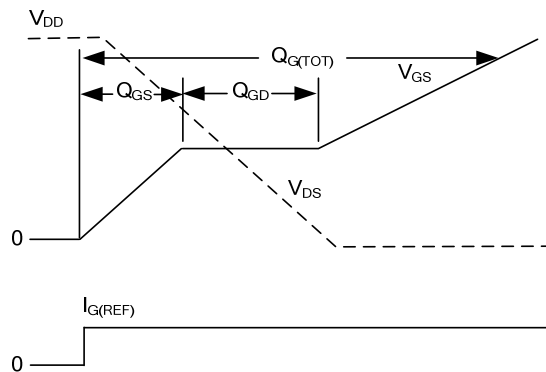 VDD
QG(TOT)
VGS
QGS
QGD
VDS
0
IG(REF)
0